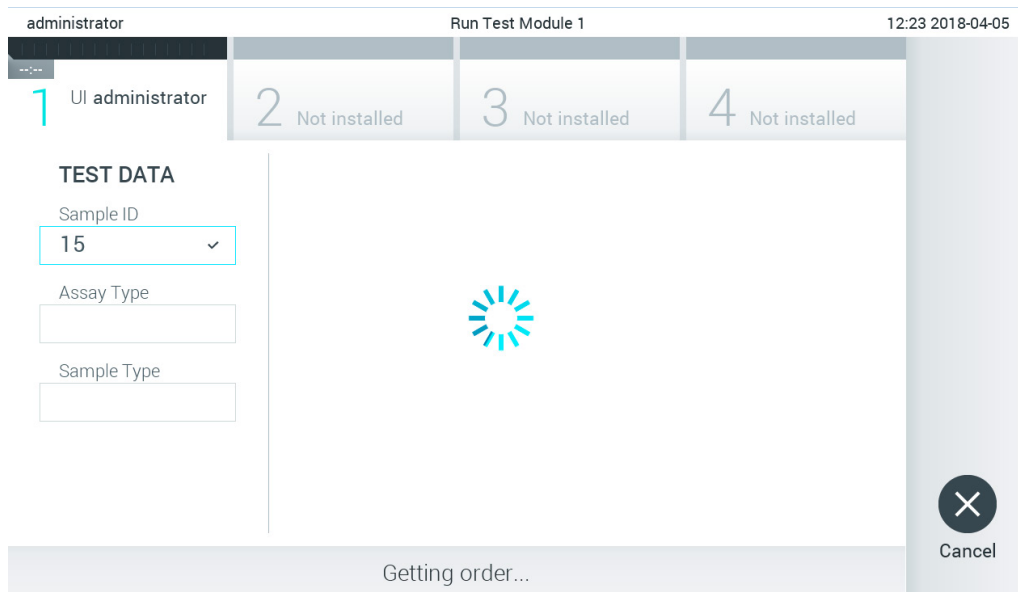 administrator Run Test Module 1 12:23 2018-04-05
--:--
1 UI administrator 2 Not installed 3 Not installed 4 Not installed
TEST DATA
Sample ID
15
Assay Type
Sample Type
Cancel
Getting order...